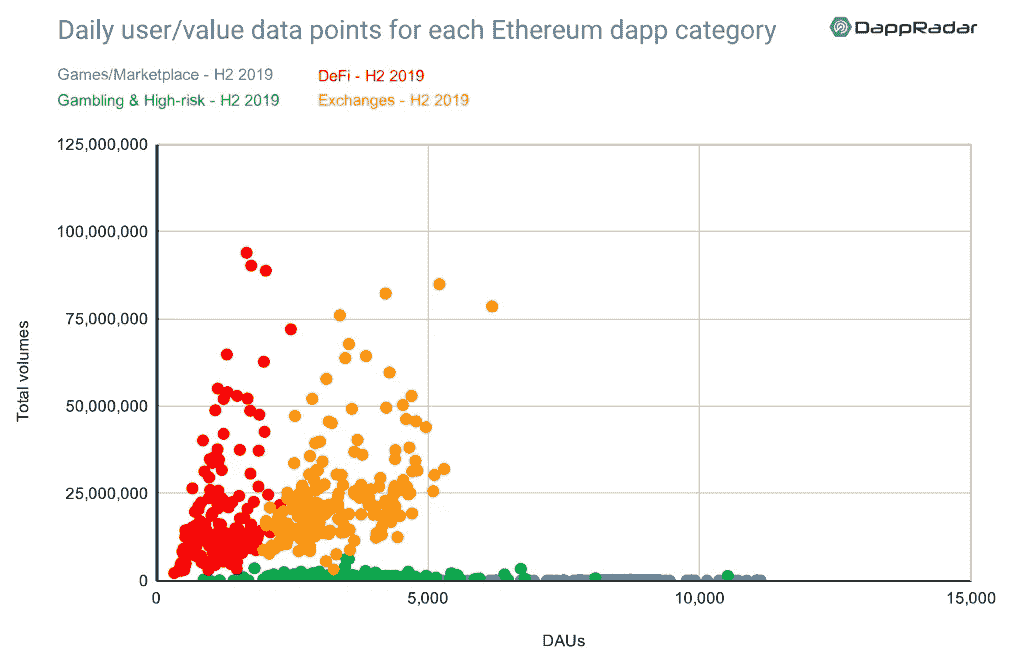 Daily user/value data points for each Ethereum dapp category
DappRadar
Games/Marketplace - H2 2019
DeFi - H2 2019
Gambling & High-risk - H2 2019
Exchanges - H2 2019
125,000,000
100,000,000
75,000,000
50,000,000
25,000,000
0
Total volumes
0
5,000
10,000
15,000
DAUs